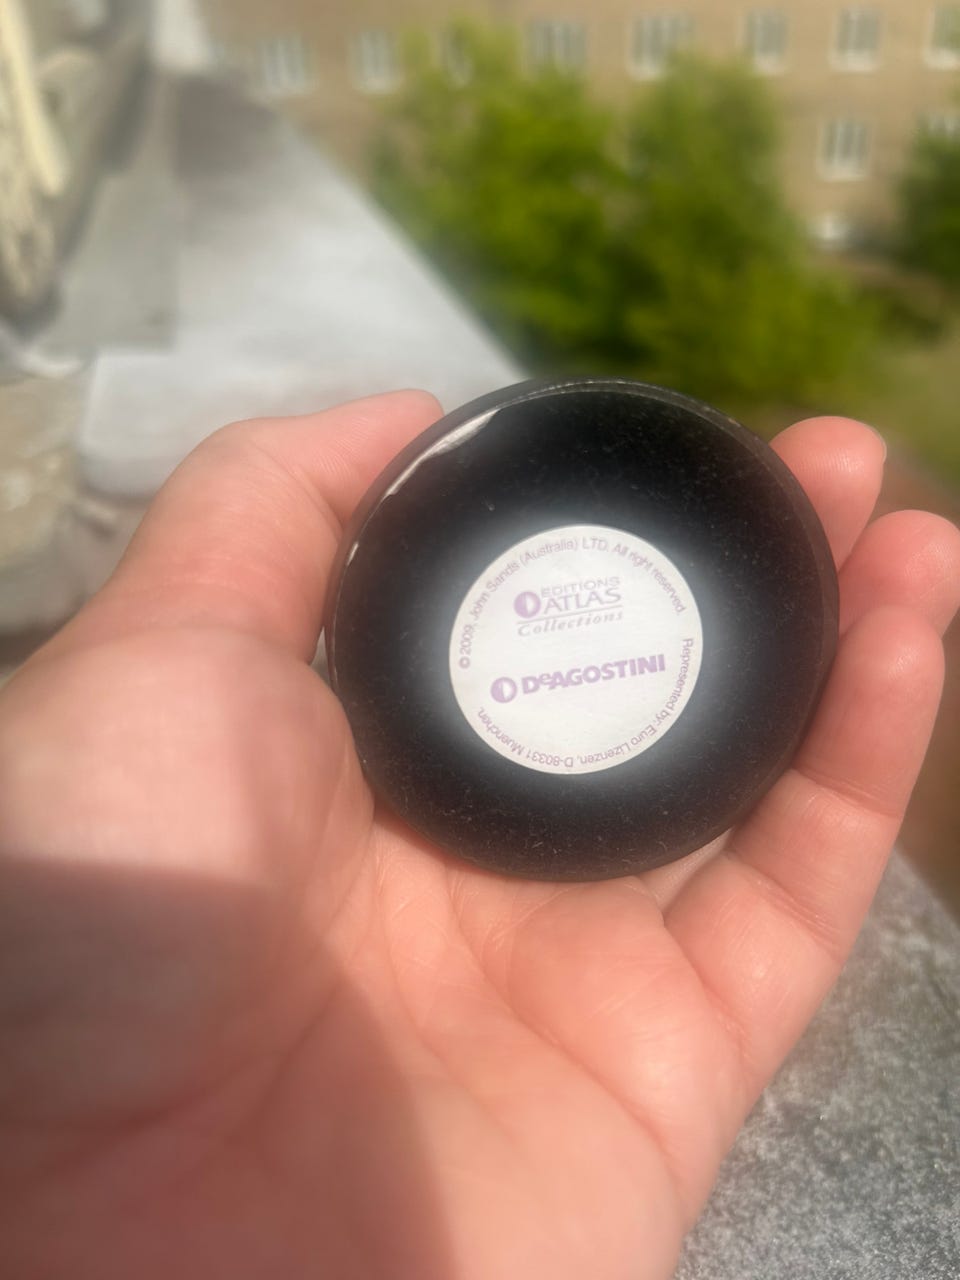 © 2009, John Sands (Australia) LTD. All right reserved.
EDITIONS
ATLAS
Collections
DeAGOSTINI
Represented by: Euro Lizenzen, D-80331 Muenchen.